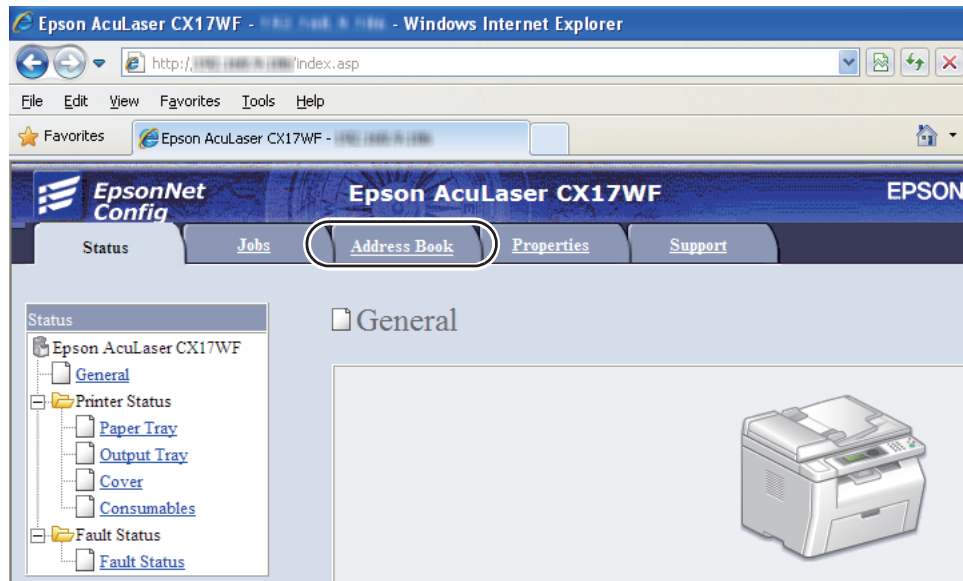 Epson AcuLaser CX17WF - - Windows Internet Explorer
http:/ /index.asp
File Edit View Favorites Tools Help
Favorites Epson AcuLaser CX17WF -
EpsonNet Config Epson AcuLaser CX17WF EPSON
Status Jobs Address Book Properties Support
Status
General
Epson AcuLaser CX17WF
General
Printer Status
Paper Tray
Output Tray
Cover
Consumables
Fault Status
Fault Status